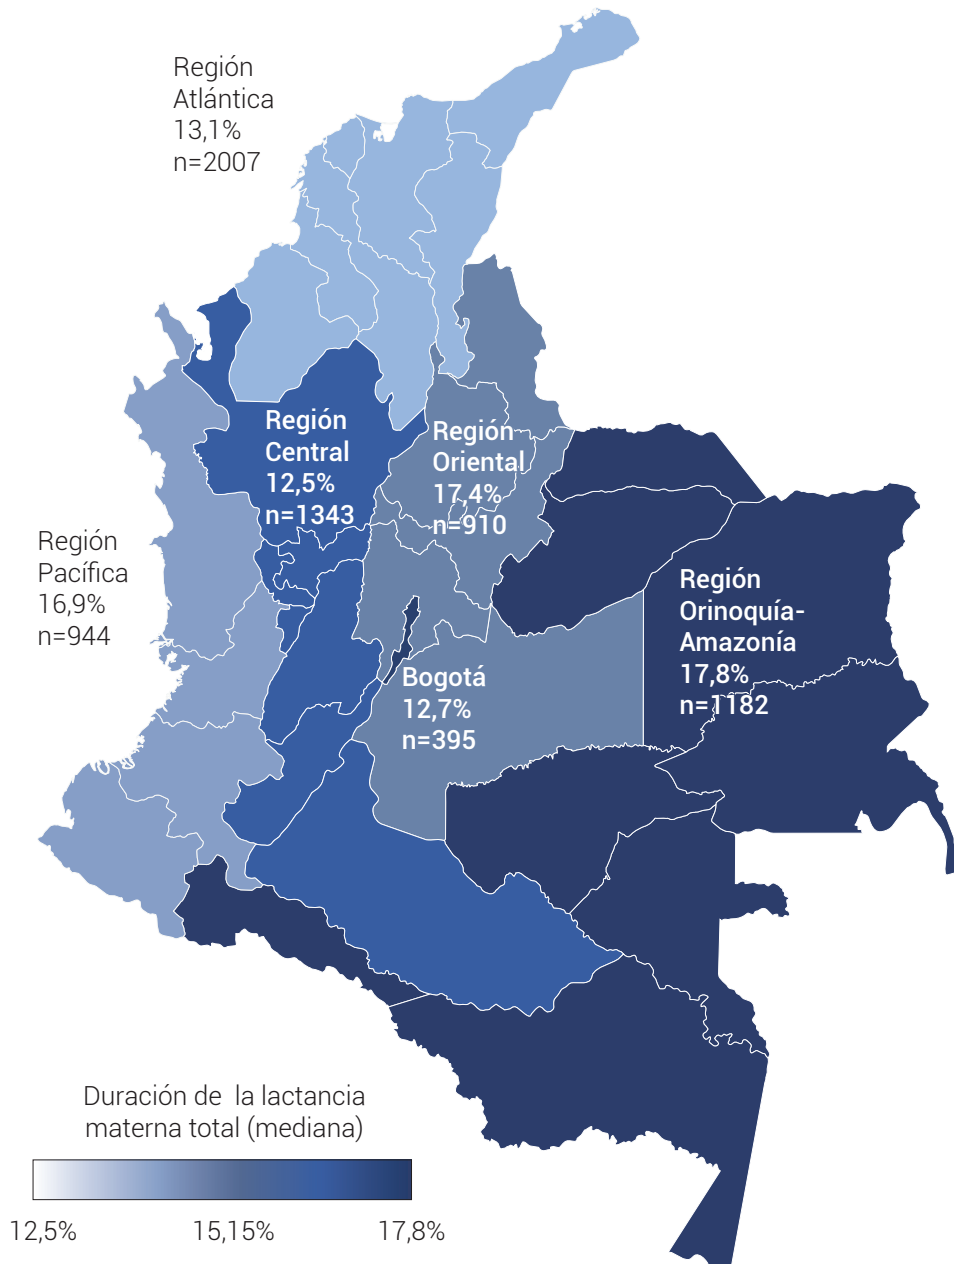 Región
Atlántica
13,1%
n=2007
Región
Central
12,5%
n=1343
Región
Oriental
17,4%
n=910
Región
Pacífica
16,9%
n=944
Región
Orinoquía-
Amazonía
17,8%
n=1182
Bogotá
12,7%
n=395
Duración de la lactancia
materna total (mediana)
12,5%
15,15%
17,8%